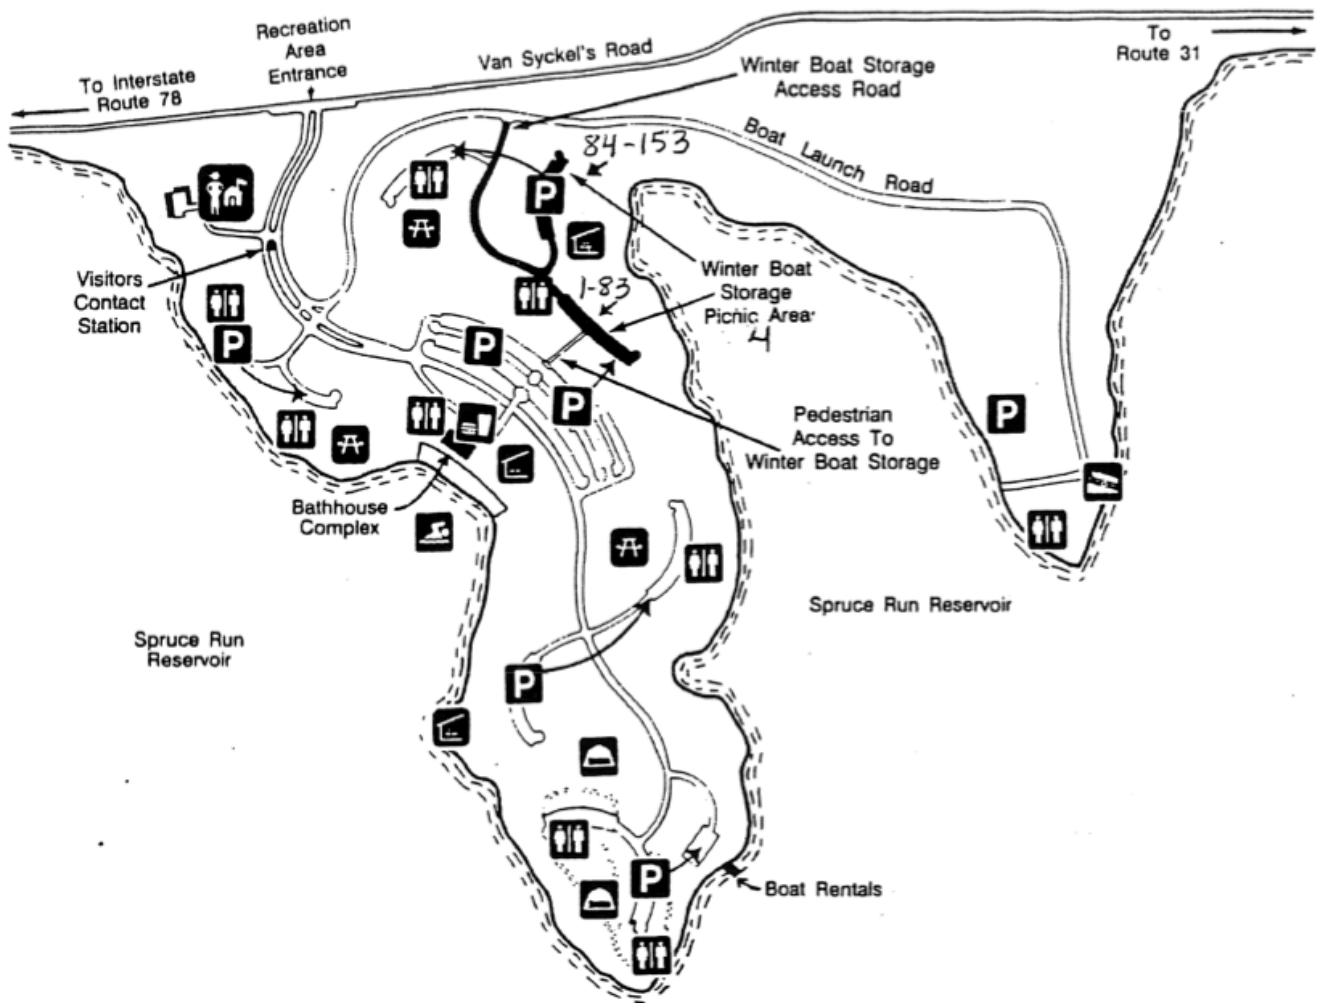 Recreation
Area
Entrance
To Interstate
Route 78
Van Syckel's Road
To
Route 31
Winter Boat Storage
Access Road
84-153
Boat Launch Road
P
Visitors
Contact
Station
Winter Boat
Storage
Picnic Area
4
1-83
P
P
P
P
Pedestrian
Access To
Winter Boat Storage
Bathhouse
Complex
Spruce Run
Reservoir
Spruce Run Reservoir
P
P
Boat Rentals